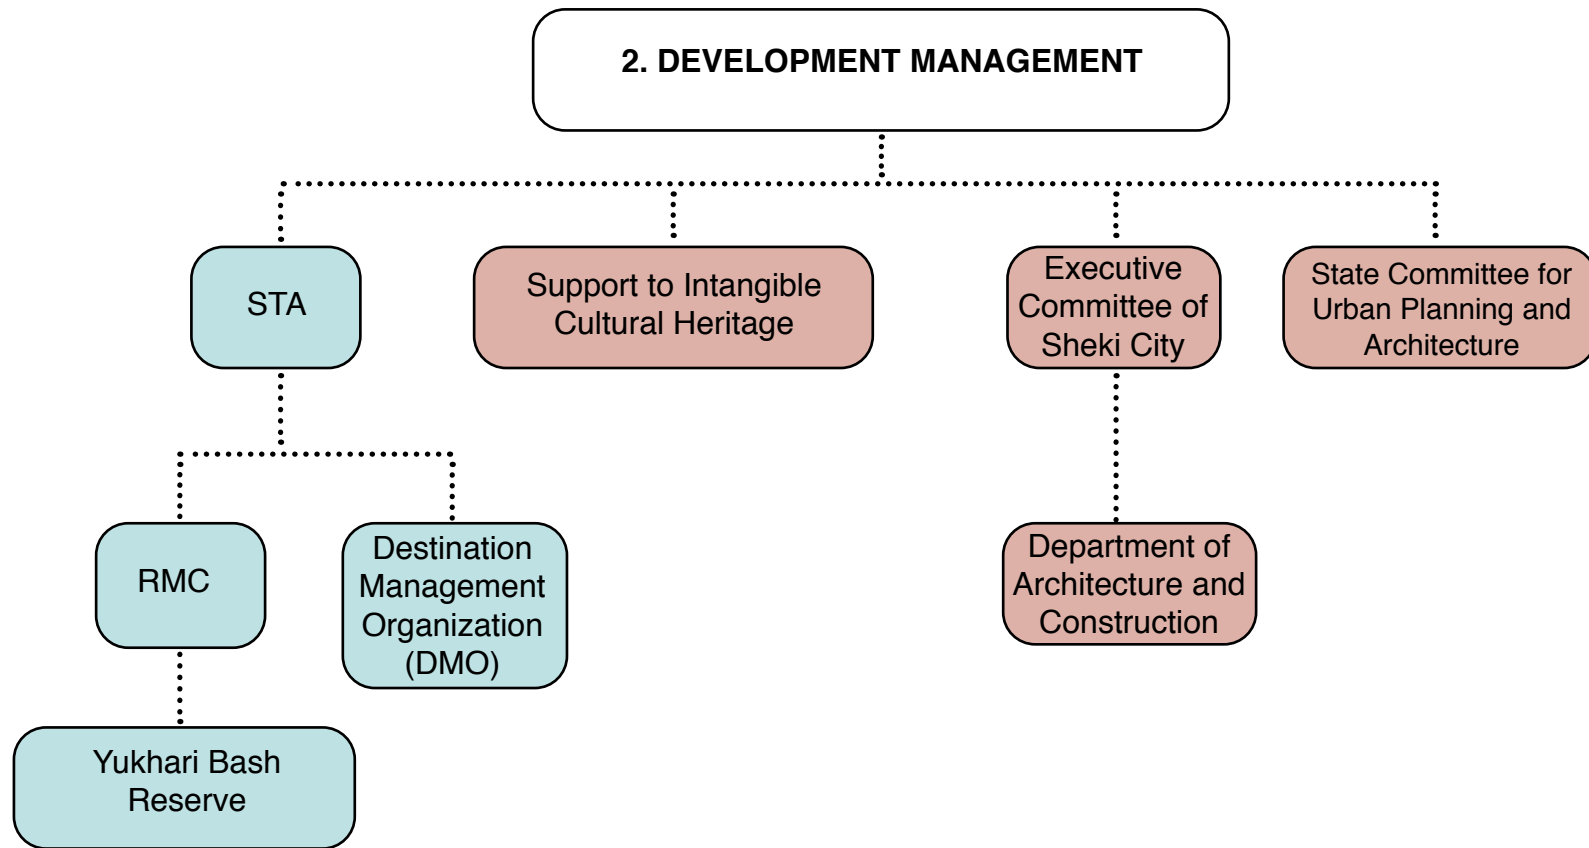 2. DEVELOPMENT MANAGEMENT
STA
Support to Intangible
Cultural Heritage
Executive
Committee of
Sheki City
State Committee for
Urban Planning and
Architecture
RMC
Destination
Management
Organization
(DMO)
Department of
Architecture and
Construction
Yukhari Bash
Reserve